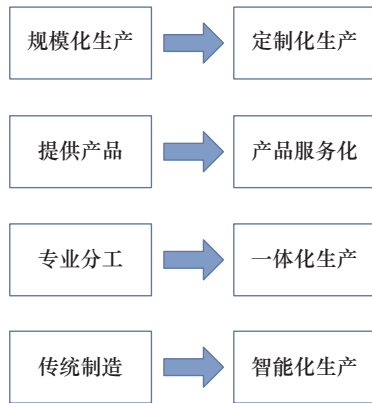 规模化生产
定制化生产
提供产品
产品服务化
专业分工
一体化生产
传统制造
智能化生产